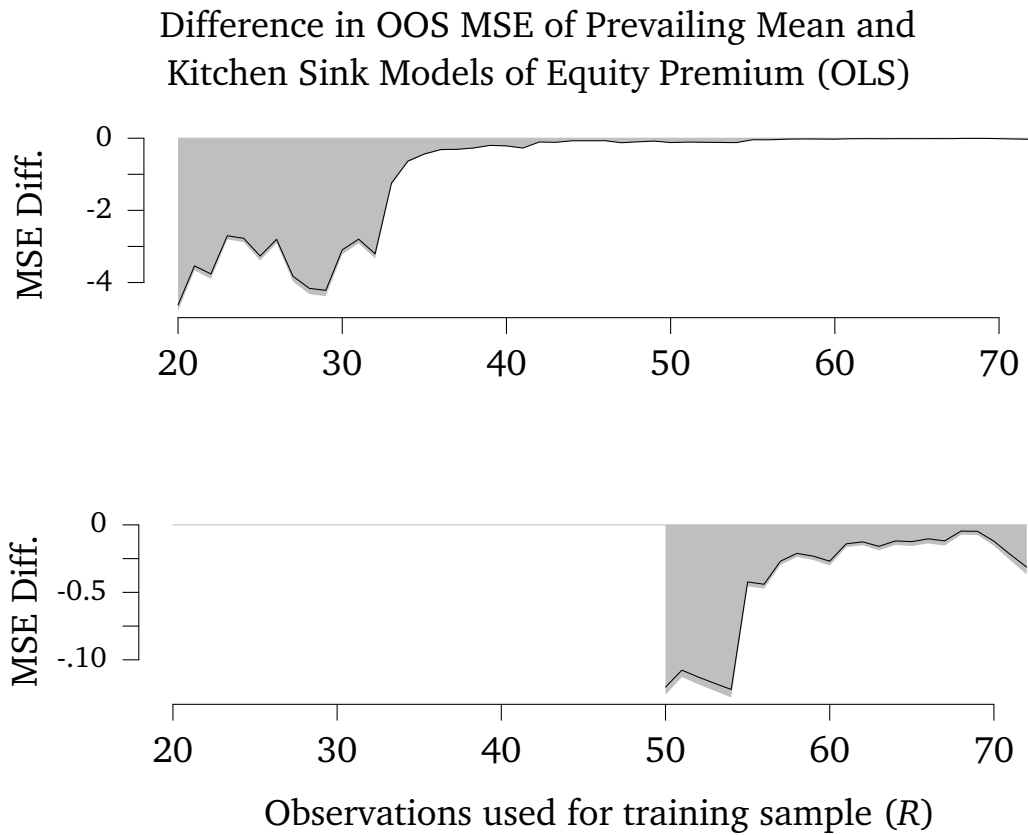 Difference in OOS MSE of Prevailing Mean and
Kitchen Sink Models of Equity Premium (OLS)
MSE Diff.
0
-2
-4
20 30 40 50 60 70
MSE Diff.
0
-0.5
-.10
20 30 40 50 60 70
Observations used for training sample (R)